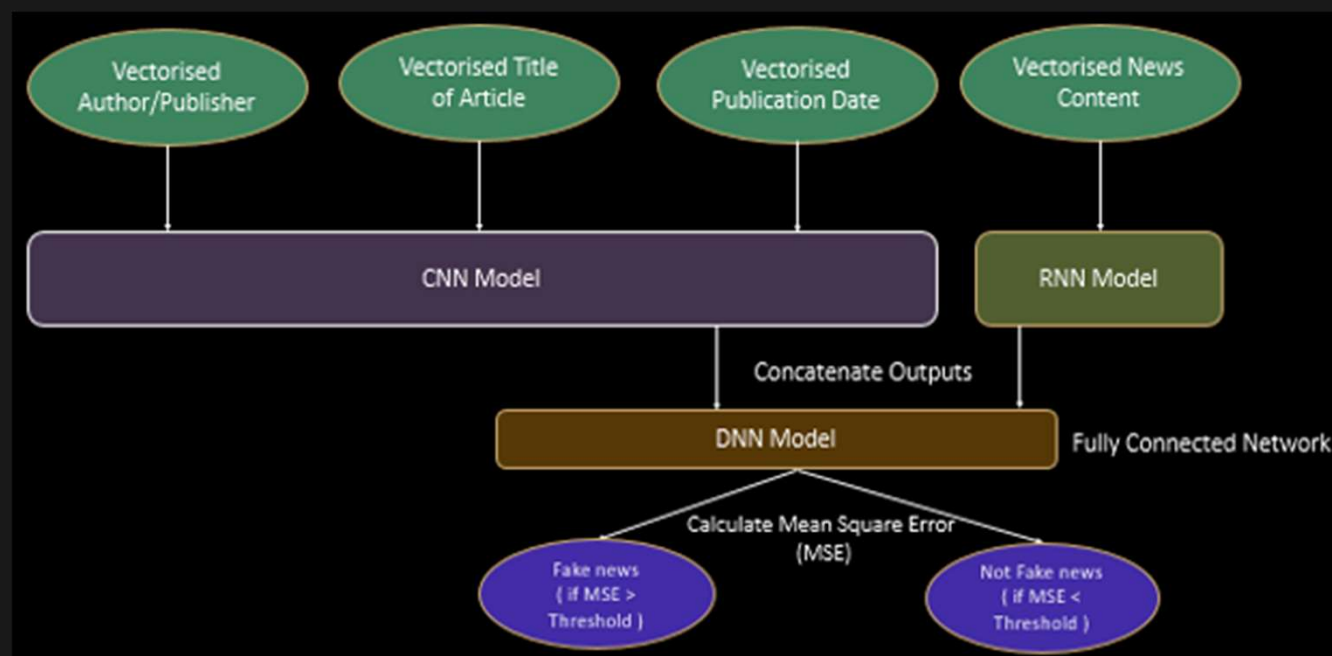 Vectorised
Author/Publisher
Vectorised Title
of Article
Vectorised
Publication Date
Vectorised News
Content
CNN Model
RNN Model
Concatenate Outputs
DNN Model
Fully Connected Network
Calculate Mean Square Error
(MSE)
Fake news
( if MSE >
Threshold )
Not Fake news
( if MSE <
Threshold )